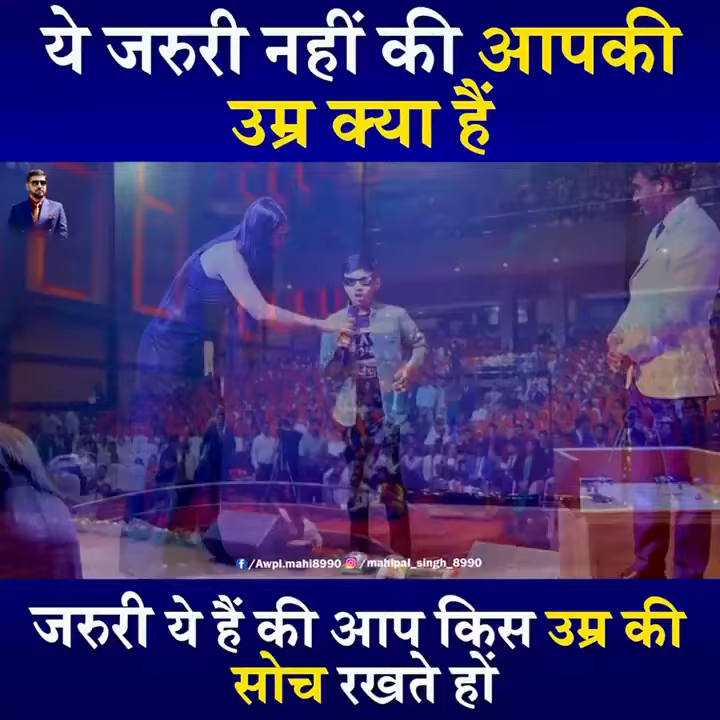 ये जरुरी नहीं की आपकी
उम्र क्या हैं
/Awpl.mahi8990 /mahipal_singh_8990
जरुरी ये हैं की आप किस उम्र की
सोच रखते हों